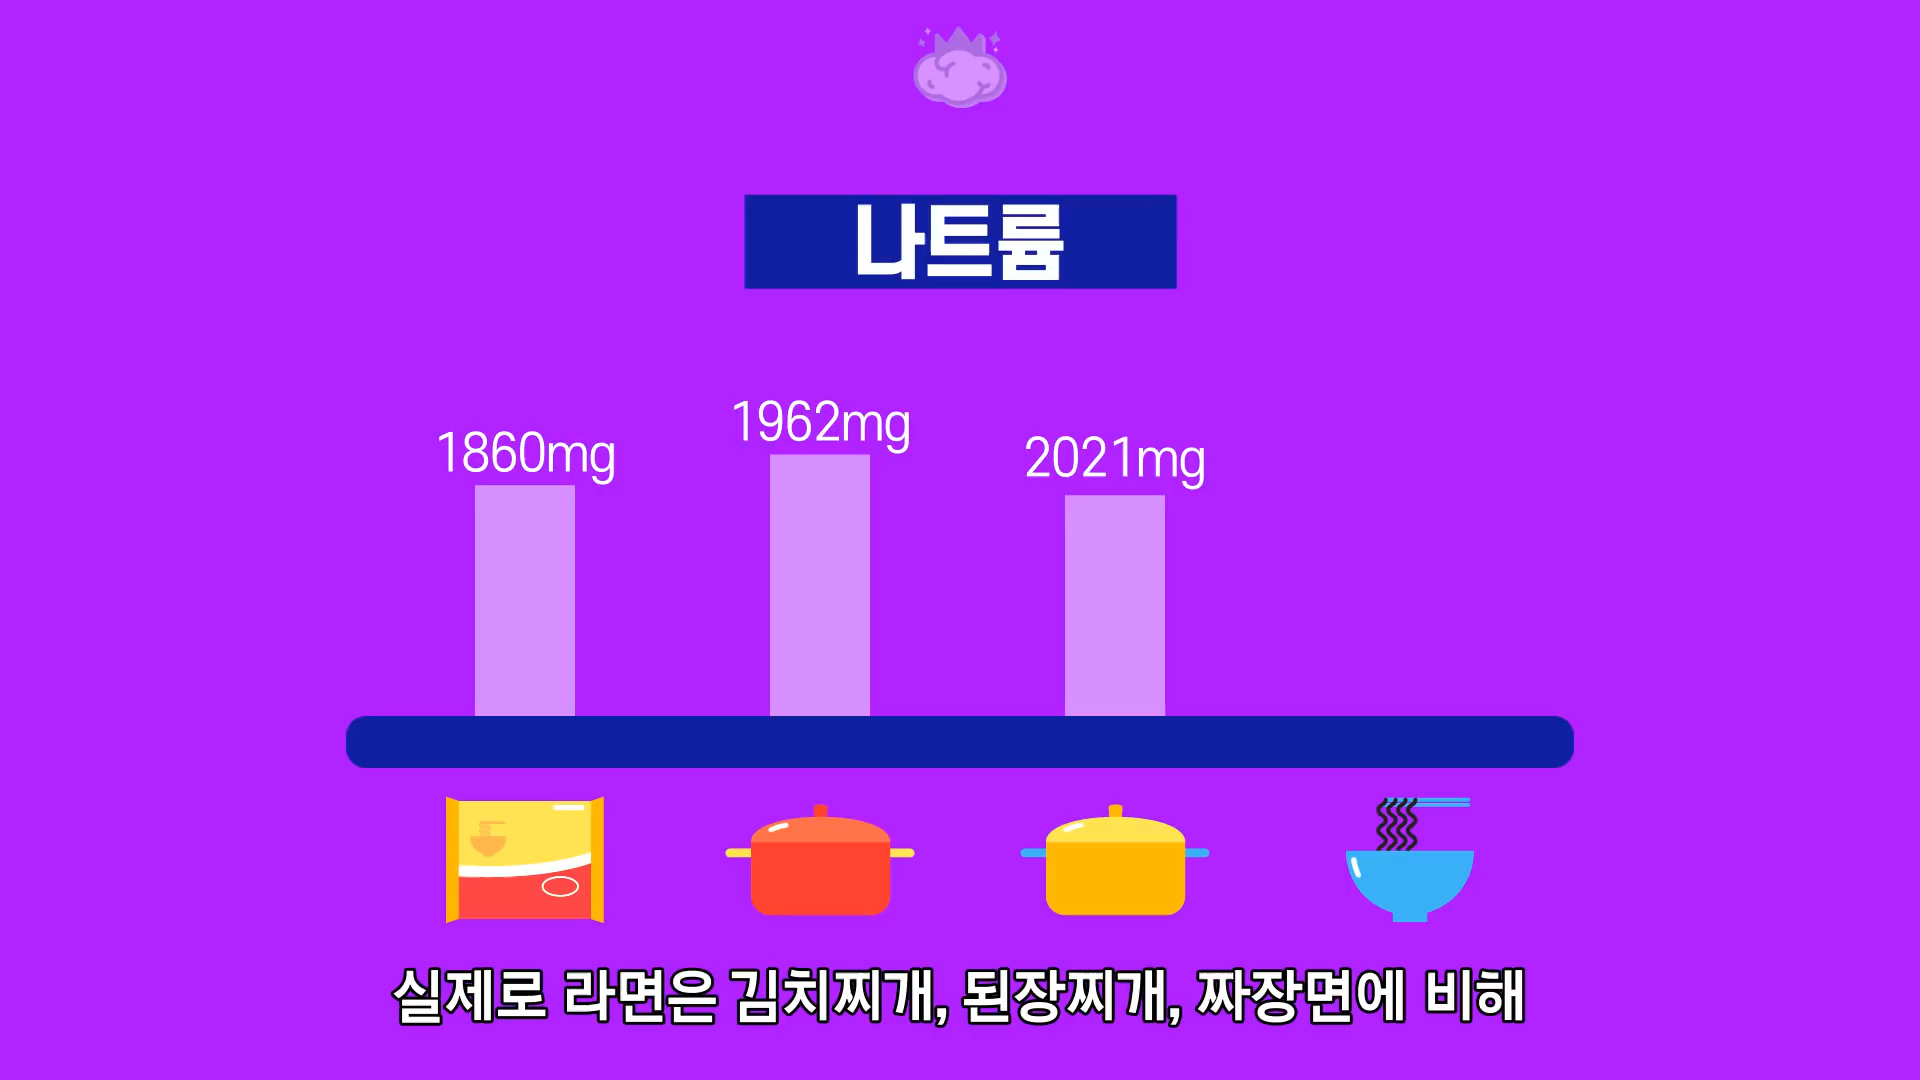 나트륨
1860mg
1962mg
2021mg
실제로 라면은 김치찌개, 된장찌개, 짜장면에 비해